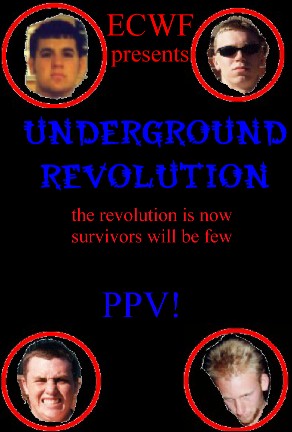 ECWF
presents
UNDERGROUND
REVOLUTION
the revolution is now
survivors will be few
PPV!